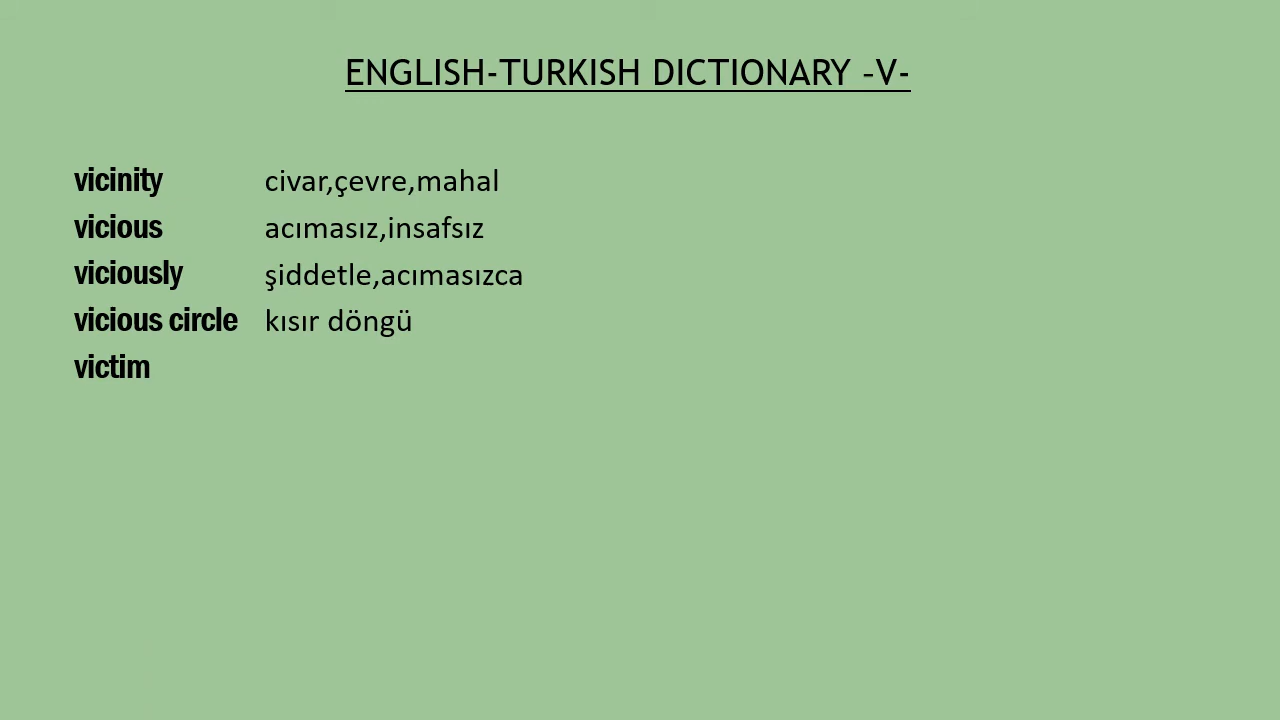 ENGLISH-TURKISH DICTIONARY –V-
vicinity civar,çevre,mahal
vicious acımasız,insafsız
viciously şiddetle,acımasızca
vicious circle kısır döngü
victim